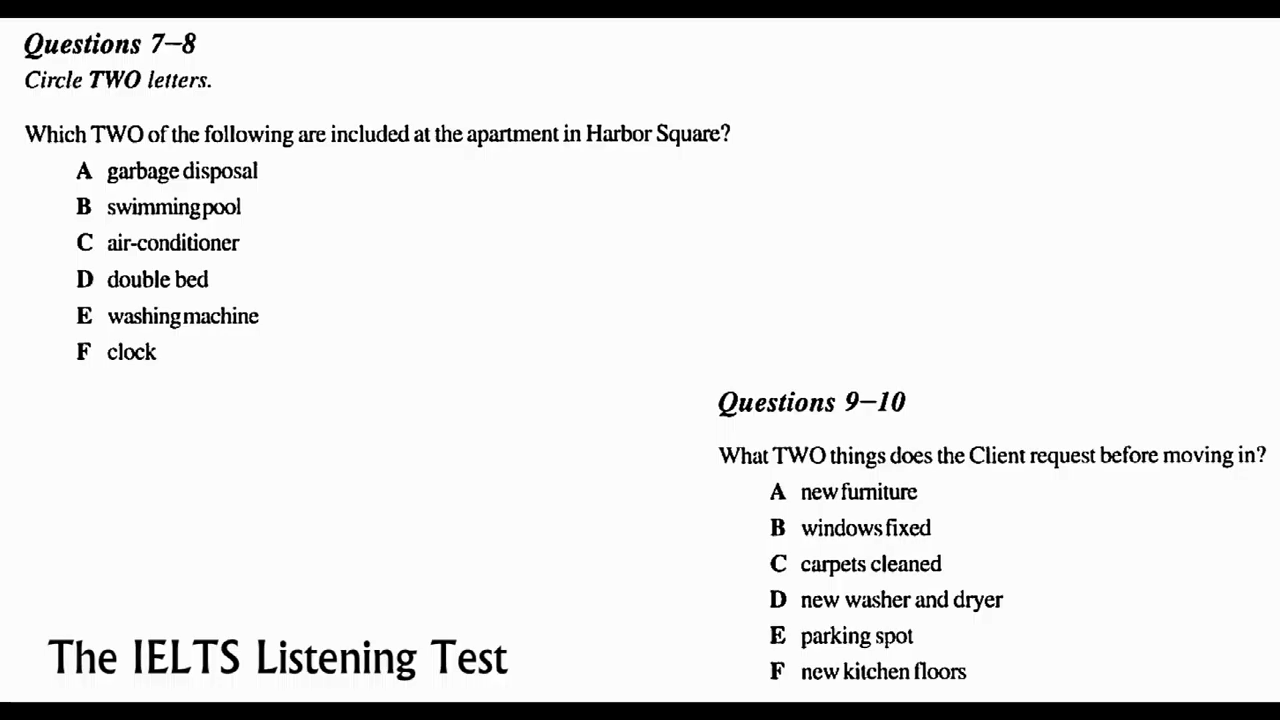 Questions 7–8
Circle TWO letters.
Which TWO of the following are included at the apartment in Harbor Square?
A garbage disposal
B swimming pool
C air-conditioner
D double bed
E washing machine
F clock
Questions 9–10
What TWO things does the Client request before moving in?
A new furniture
B windows fixed
C carpets cleaned
D new washer and dryer
E parking spot
F new kitchen floors
The IELTS Listening Test